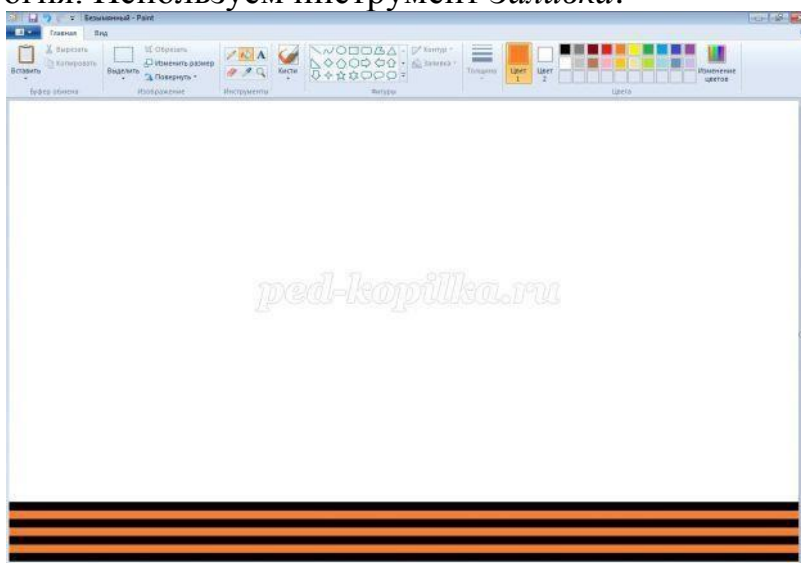 огня. Используем инструмент Заливка.
Безымянный - Paint
Главная Вид
Вставить
Вырезать
Копировать
Буфер обмена
Выделить
Обрезать
Изменить размер
Повернуть
Изображение
Инструменты
Кисти
Контур
Заливка
Фигуры
Толщина
Цвет 1
Цвет 2
Изменение цветов
Цвета
ped-kopilka.ru